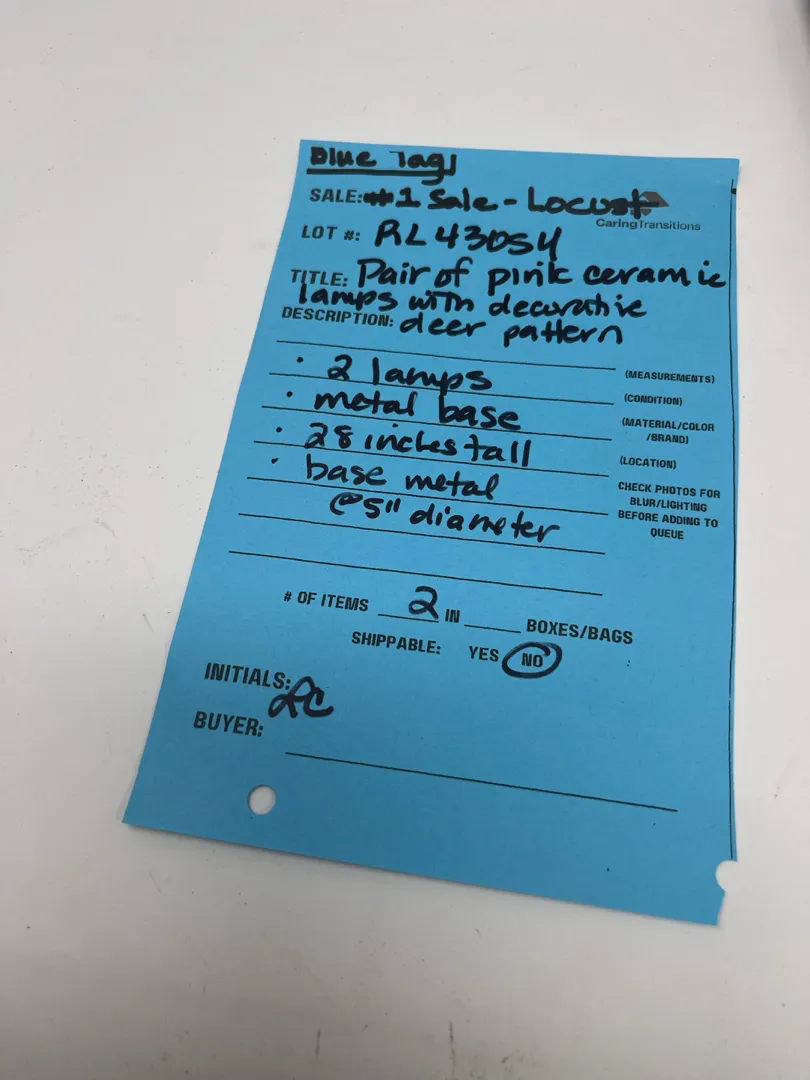 Blue Tag
SALE: #1 Sale - Locust
CaringTransitions
LOT #: RL43054
TITLE: Pair of pink ceramic
lamps with decorative
DESCRIPTION: deer pattern
(MEASUREMENTS)
• 2 lamps
(CONDITION)
• metal base
(MATERIAL/COLOR
/BRAND)
• 28 inches tall
(LOCATION)
• base metal
@5" diameter
CHECK PHOTOS FOR
BLUR/LIGHTING
BEFORE ADDING TO
QUEUE
# OF ITEMS 2 IN ____ BOXES/BAGS
SHIPPABLE: YES NO
INITIALS: LC
BUYER: